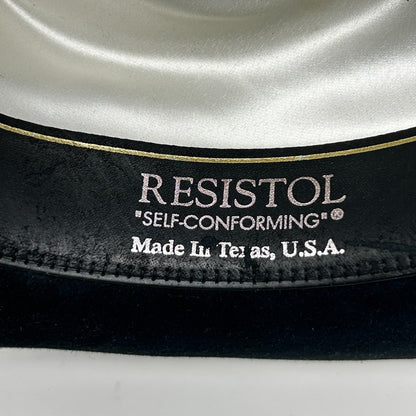 RESISTOL
"SELF-CONFORMING"®
Made In Texas, U.S.A.